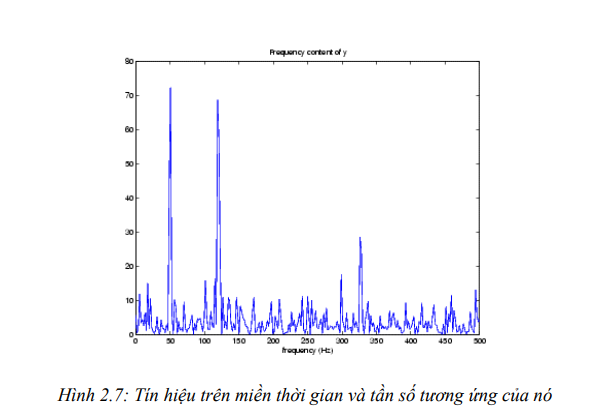 Frequency content of y
80
70
60
50
40
30
20
10
0
0 50 100 150 200 250 300 350 400 450 500
frequency (Hz)
Hình 2.7: Tín hiệu trên miền thời gian và tần số tương ứng của nó